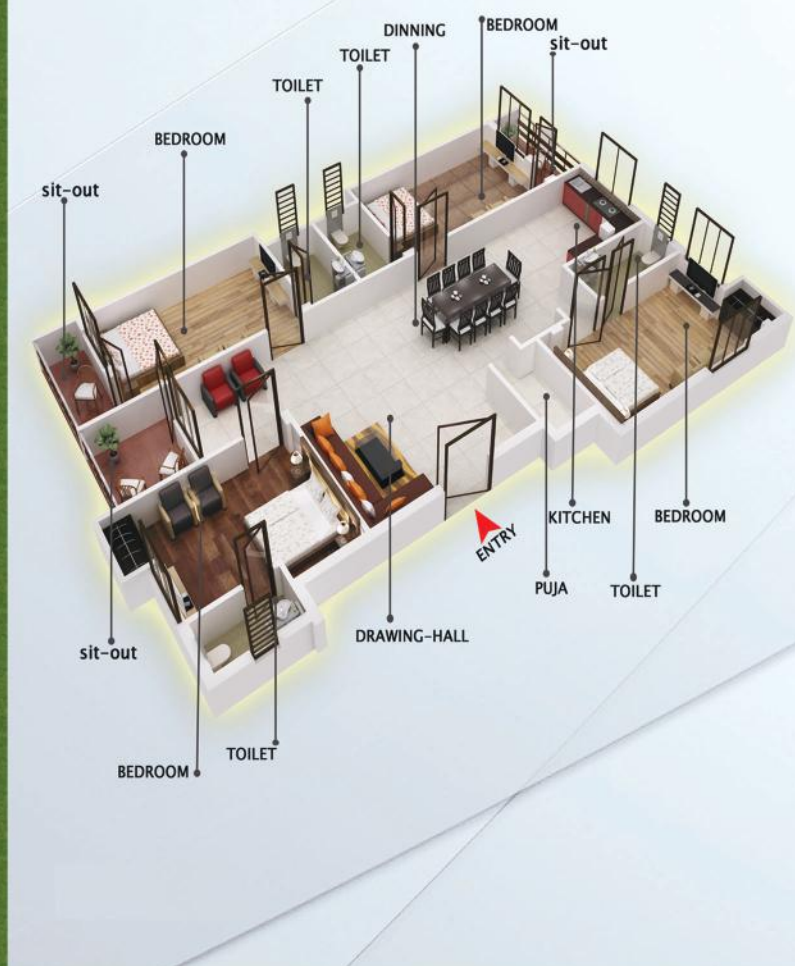 DINNING
BEDROOM
sit-out
TOILET
TOILET
BEDROOM
sit-out
ENTRY
KITCHEN
BEDROOM
PUJA
TOILET
DRAWING-HALL
sit-out
TOILET
BEDROOM